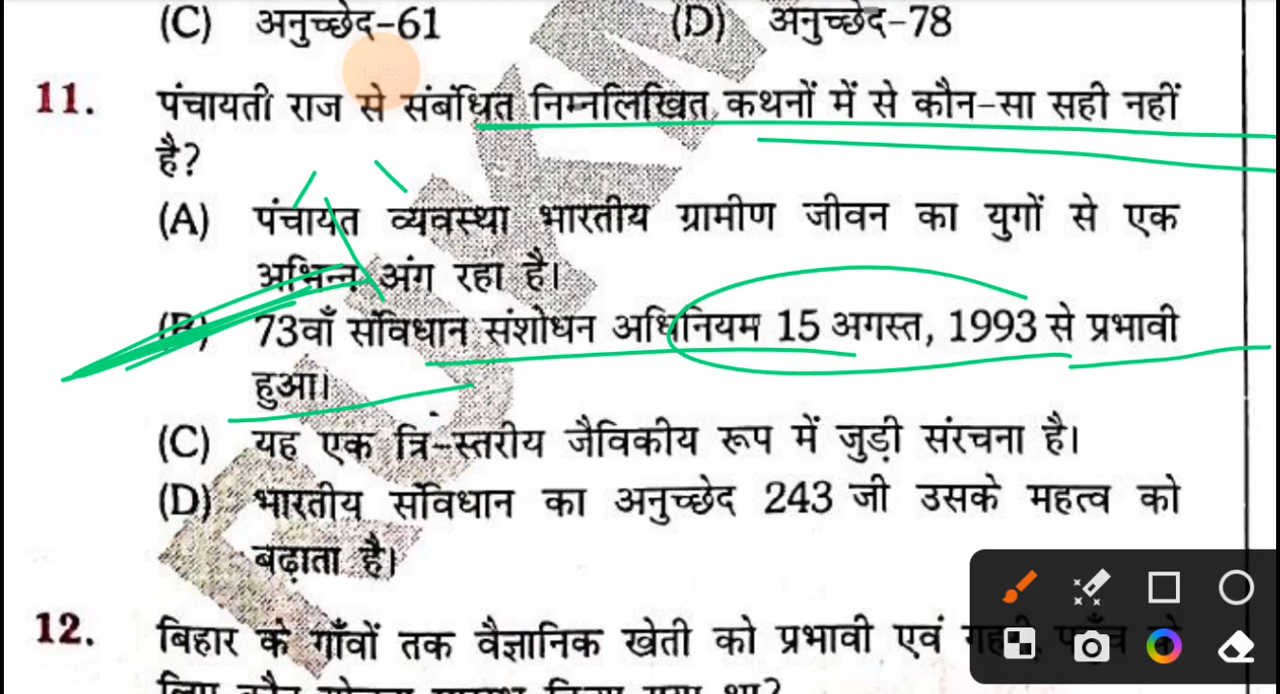 (C) अनुच्छेद-61 (D) अनुच्छेद-78
11. पंचायती राज से संबंधित निम्नलिखित कथनों में से कौन-सा सही नहीं
है?
(A) पंचायत व्यवस्था भारतीय ग्रामीण जीवन का युगों से एक
अभिन्न अंग रहा है।
(B) 73वाँ संविधान संशोधन अधिनियम 15 अगस्त, 1993 से प्रभावी
हुआ।
(C) यह एक त्रि-स्तरीय जैविकीय रूप में जुड़ी संरचना है।
(D) भारतीय संविधान का अनुच्छेद 243 जी उसके महत्व को
बढ़ाता है।
12. बिहार के गाँवों तक वैज्ञानिक खेती को प्रभावी एवं